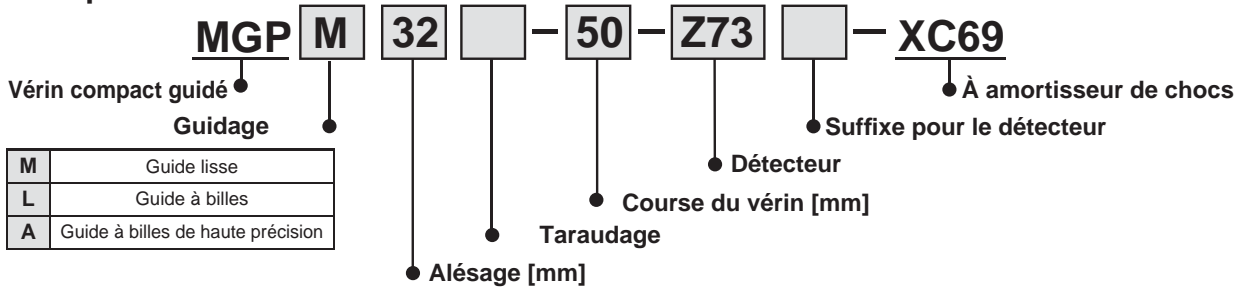 MGP M 32 – 50 – Z73 – XC69
Vérin compact guidé
À amortisseur de chocs
Guidage
Suffixe pour le détecteur
M Guide lisse
Détecteur
L Guide à billes
Course du vérin [mm]
A Guide à billes de haute précision
Taraudage
Alésage [mm]